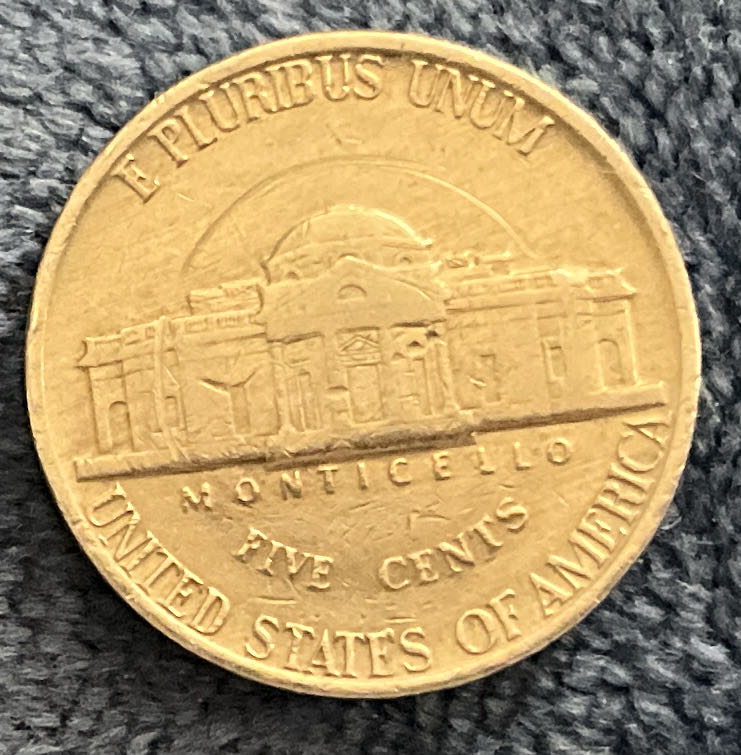 E PLURIBUS UNUM
MONTICELLO
FIVE CENTS
UNITED STATES OF AMERICA